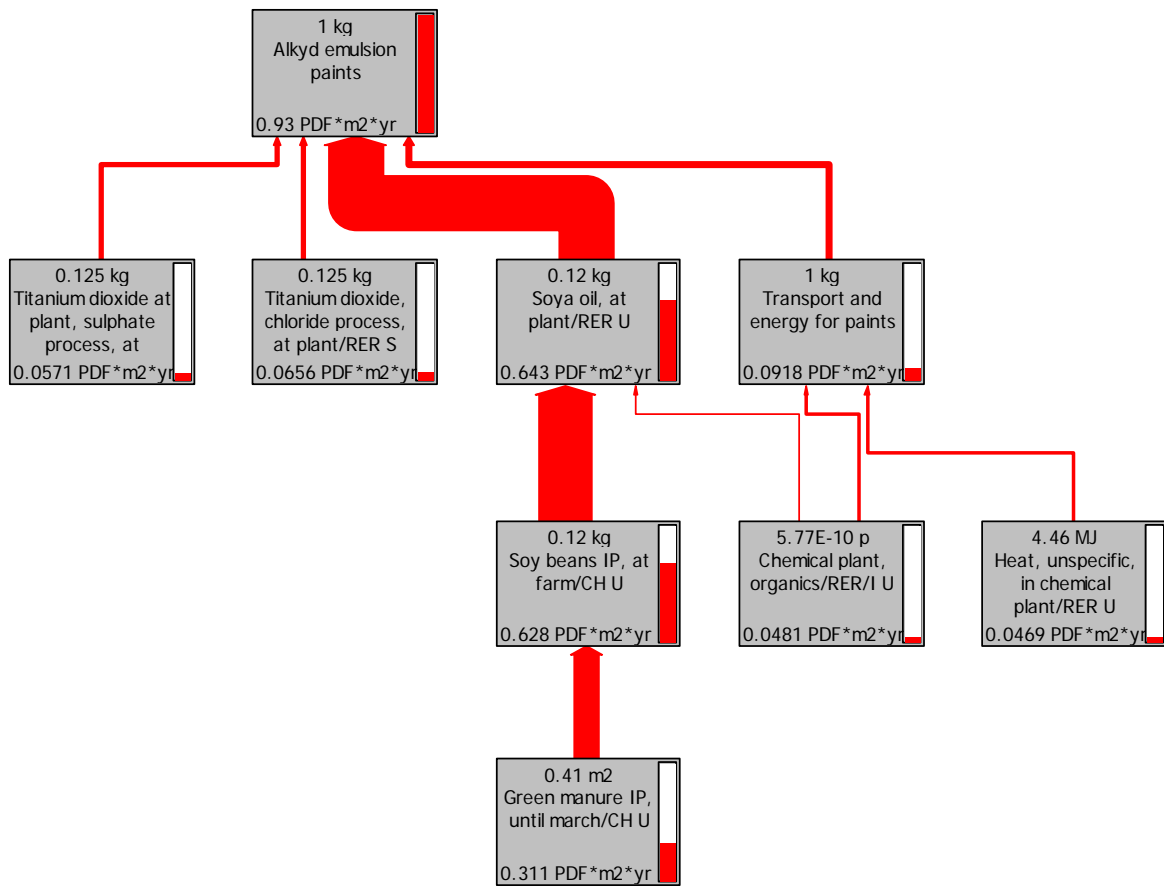 1 kg
Alkyd emulsion
paints
0.93 PDF*m2*yr
0.125 kg
Titanium dioxide at
plant, sulphate
process, at
0.0571 PDF*m2*yr
0.125 kg
Titanium dioxide,
chloride process,
at plant/RER S
0.0656 PDF*m2*yr
0.12 kg
Soya oil, at
plant/RER U
0.643 PDF*m2*yr
1 kg
Transport and
energy for paints
0.0918 PDF*m2*yr
0.12 kg
Soy beans IP, at
farm/CH U
0.628 PDF*m2*yr
5.77E-10 p
Chemical plant,
organics/RER/I U
0.0481 PDF*m2*yr
4.46 MJ
Heat, unspecific,
in chemical
plant/RER U
0.0469 PDF*m2*yr
0.41 m2
Green manure IP,
until march/CH U
0.311 PDF*m2*yr